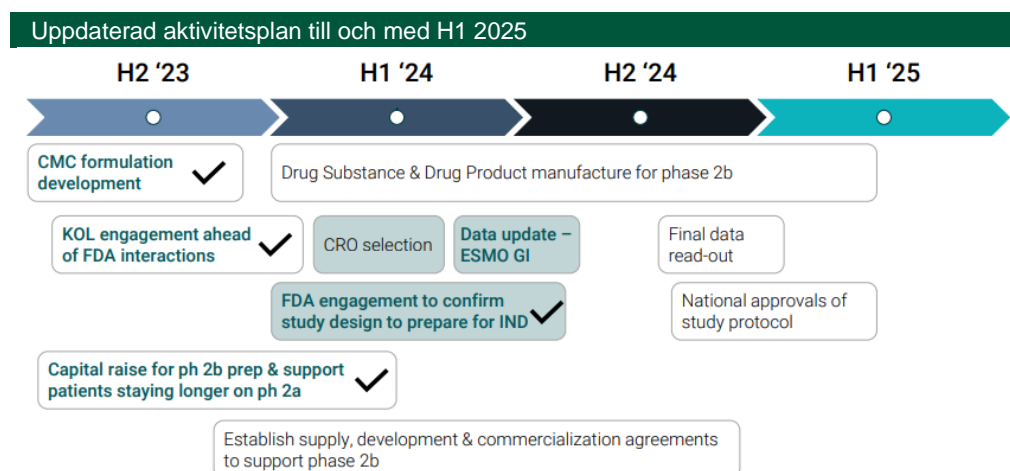 Uppdaterad aktivitetsplan till och med H1 2025
H2 ‘23
H1 ‘24
H2 ‘24
H1 ‘25
CMC formulation
development
Drug Substance & Drug Product manufacture for phase 2b
KOL engagement ahead
of FDA interactions
CRO selection
Data update –
ESMO GI
Final data
read-out
FDA engagement to confirm
study design to prepare for IND
National approvals of
study protocol
Capital raise for ph 2b prep & support
patients staying longer on ph 2a
Establish supply, development & commercialization agreements
to support phase 2b